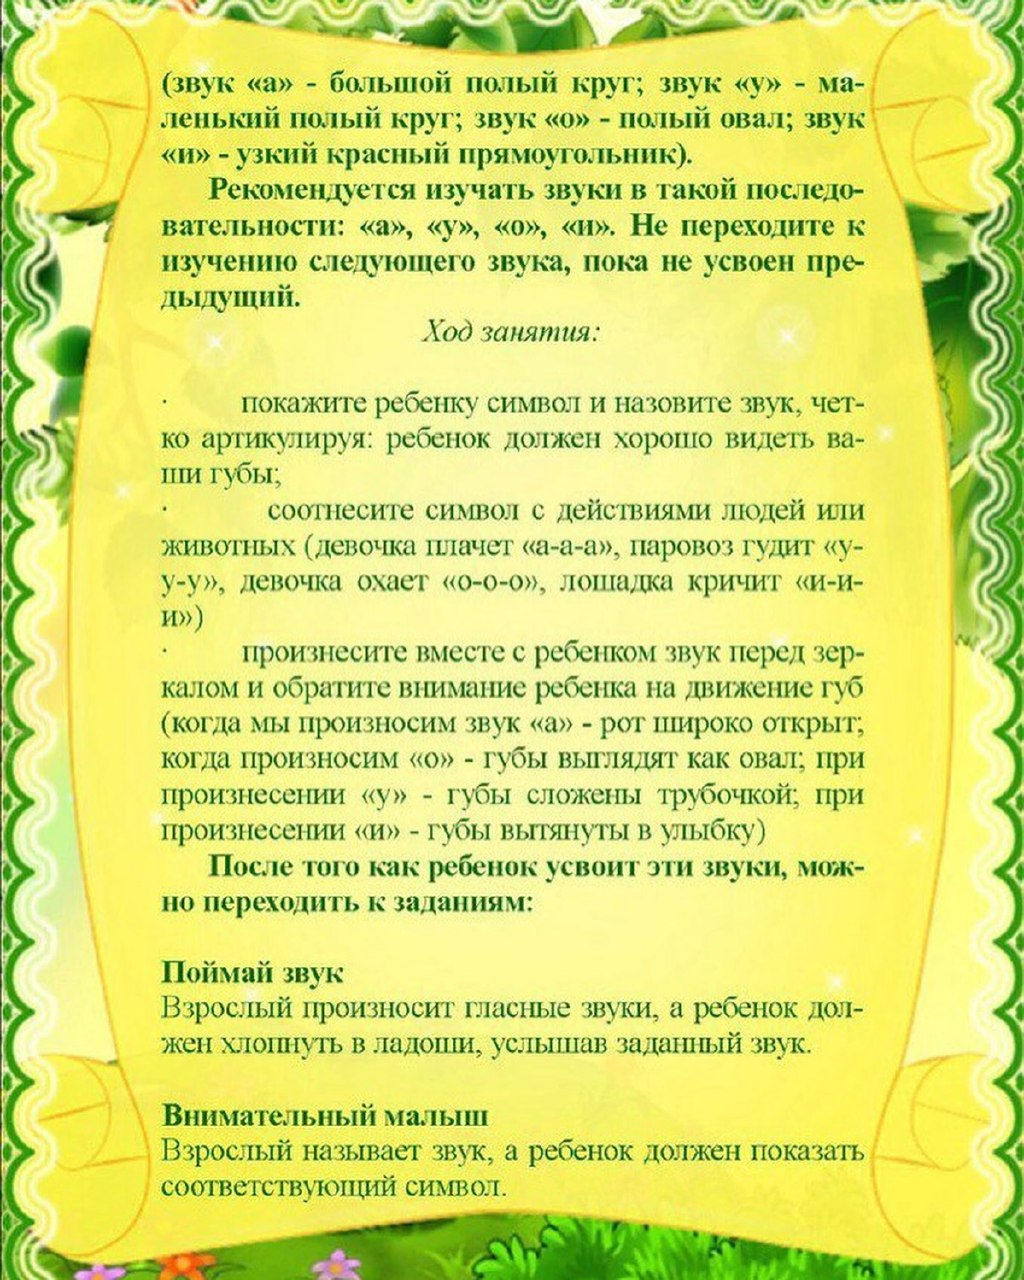 (звук «а» - большой полый круг; звук «у» - ма-
ленький полый круг; звук «о» - полый овал; звук
«и» - узкий красный прямоугольник).
Рекомендуется изучать звуки в такой последо-
вательности: «а», «у», «о», «и». Не переходите к
изучению следующего звука, пока не усвоен пре-
дыдущий.
Ход занятия:
· покажите ребенку символ и назовите звук, чет-
ко артикулируя: ребенок должен хорошо видеть ва-
ши губы;
· соотнесите символ с действиями людей или
животных (девочка плачет «а-а-а», паровоз гудит «у-
у-у», девочка охает «о-о-о», лошадка кричит «и-и-
и»)
· произнесите вместе с ребенком звук перед зер-
калом и обратите внимание ребенка на движение губ
(когда мы произносим звук «а» - рот широко открыт;
когда произносим «о» - губы выглядят как овал; при
произнесении «у» - губы сложены трубочкой; при
произнесении «и» - губы вытянуты в улыбку)
После того как ребенок усвоит эти звуки, мож-
но переходить к заданиям:
Поймай звук
Взрослый произносит гласные звуки, а ребенок дол-
жен хлопнуть в ладоши, услышав заданный звук.
Внимательный малыш
Взрослый называет звук, а ребенок должен показать
соответствующий символ.